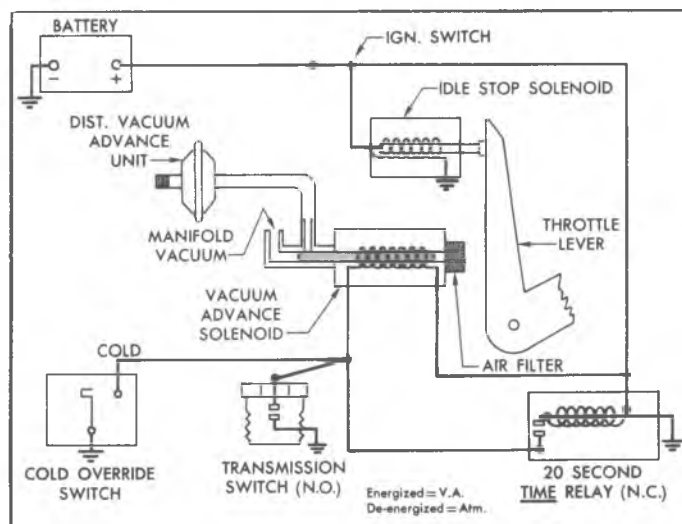 BATTERY
- +
IGN. SWITCH
IDLE STOP SOLENOID
DIST. VACUUM
ADVANCE
UNIT
MANIFOLD
VACUUM
THROTTLE
LEVER
VACUUM
ADVANCE
SOLENOID
AIR FILTER
COLD
COLD OVERRIDE
SWITCH
TRANSMISSION
SWITCH (N.O.)
Energized = V.A.
De-energized = Atm.
20 SECOND
TIME RELAY (N.C.)